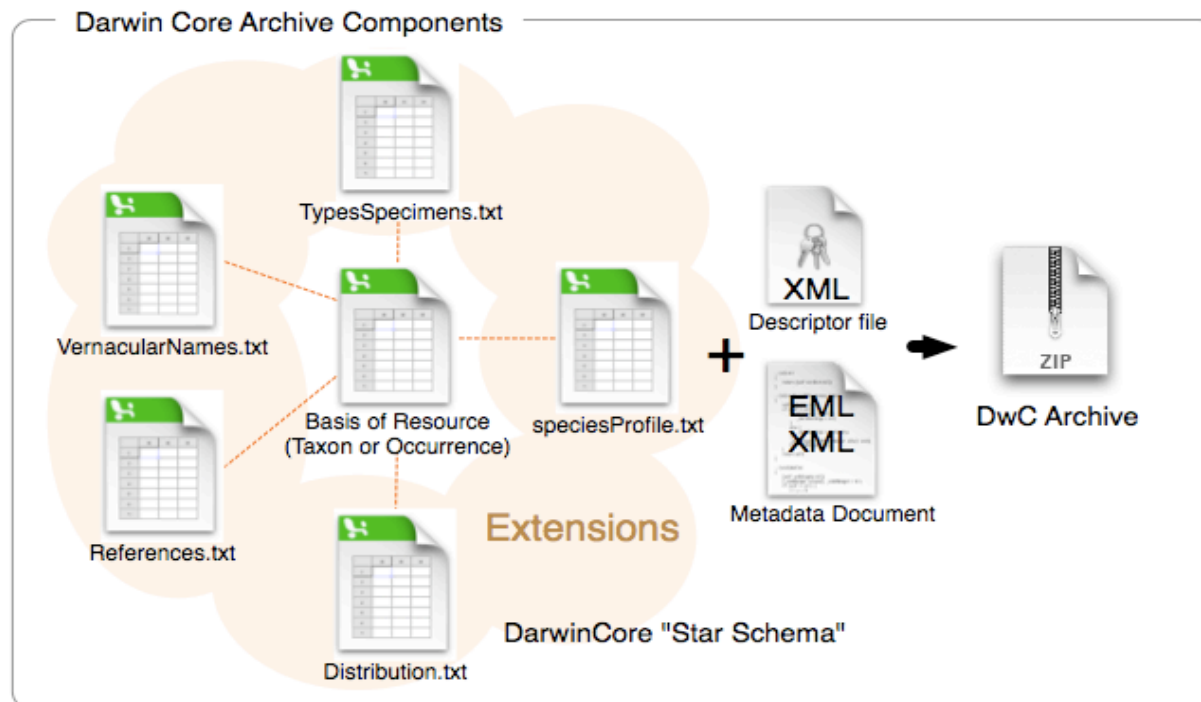 Darwin Core Archive Components
TypesSpecimens.txt
VernacularNames.txt
Basis of Resource
(Taxon or Occurrence)
speciesProfile.txt
References.txt
Distribution.txt
Extensions
DarwinCore "Star Schema"
+
XML
Descriptor file
EML
XML
Metadata Document
ZIP
DwC Archive